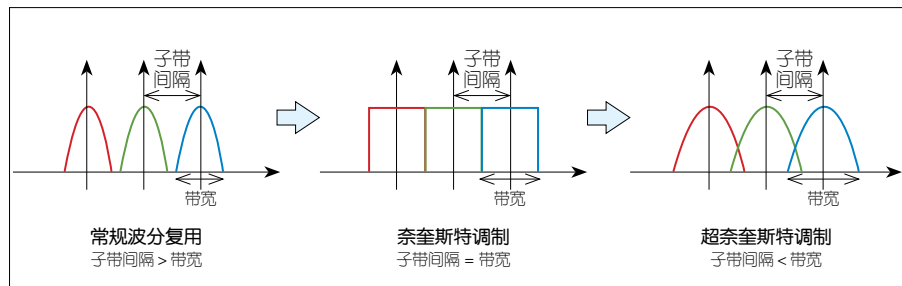 子带
间隔
带宽
常规波分复用
子带间隔>带宽
子带
间隔
带宽
奈奎斯特调制
子带间隔=带宽
子带
间隔
带宽
超奈奎斯特调制
子带间隔<带宽